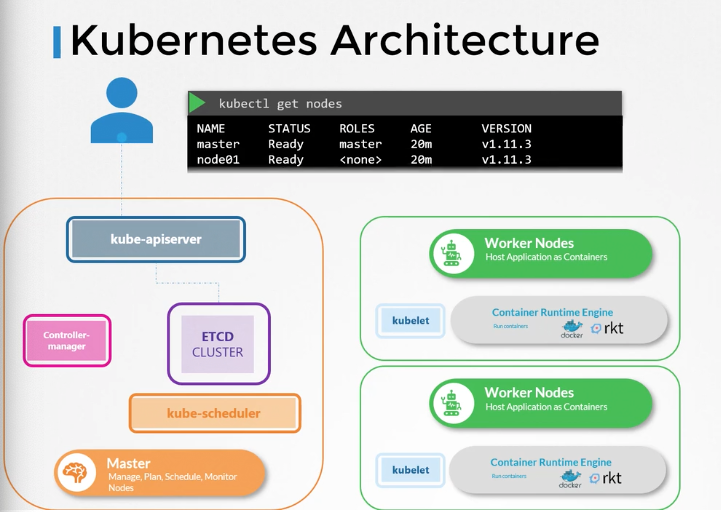 Kubernetes Architecture
kubectl get nodes
NAME STATUS ROLES AGE VERSION
master Ready master 20m v1.11.3
node01 Ready <none> 20m v1.11.3
kube-apiserver
Controller-
manager
ETCD
CLUSTER
kube-scheduler
Master
Manage, Plan, Schedule, Monitor
Nodes
Worker Nodes
Host Application as Containers
kubelet
Container Runtime Engine
Run containers
docker
rkt
Worker Nodes
Host Application as Containers
kubelet
Container Runtime Engine
Run containers
docker
rkt